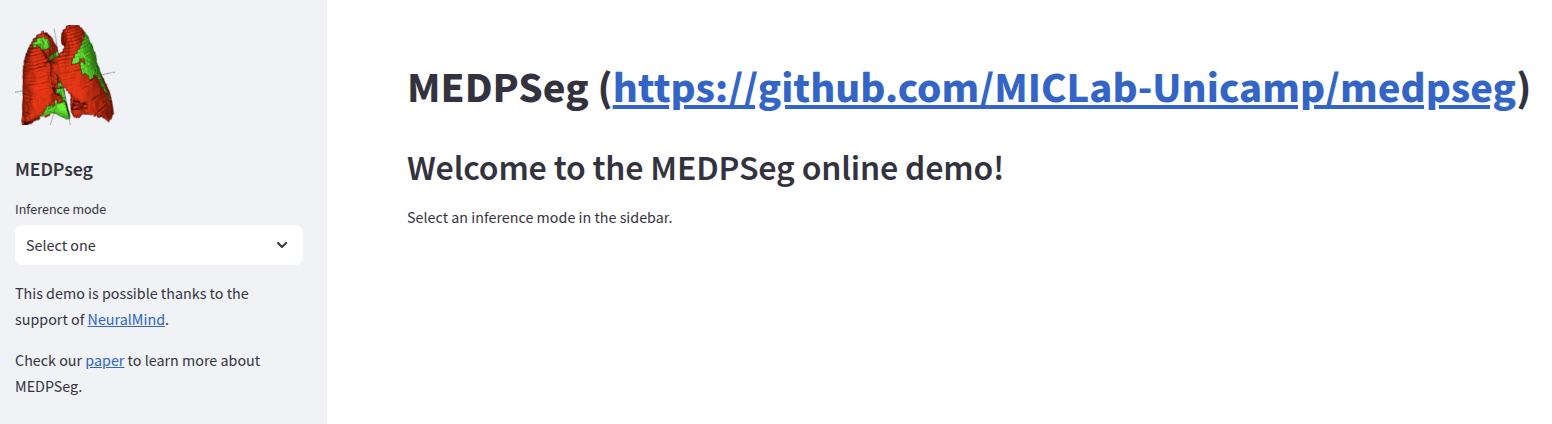 MEDPseg
Inference mode
Select one
This demo is possible thanks to the
support of NeuralMind.
Check our paper to learn more about
MEDPSeg.
MEDPSeg (https://github.com/MICLab-Unicamp/medpseg)
Welcome to the MEDPSeg online demo!
Select an inference mode in the sidebar.